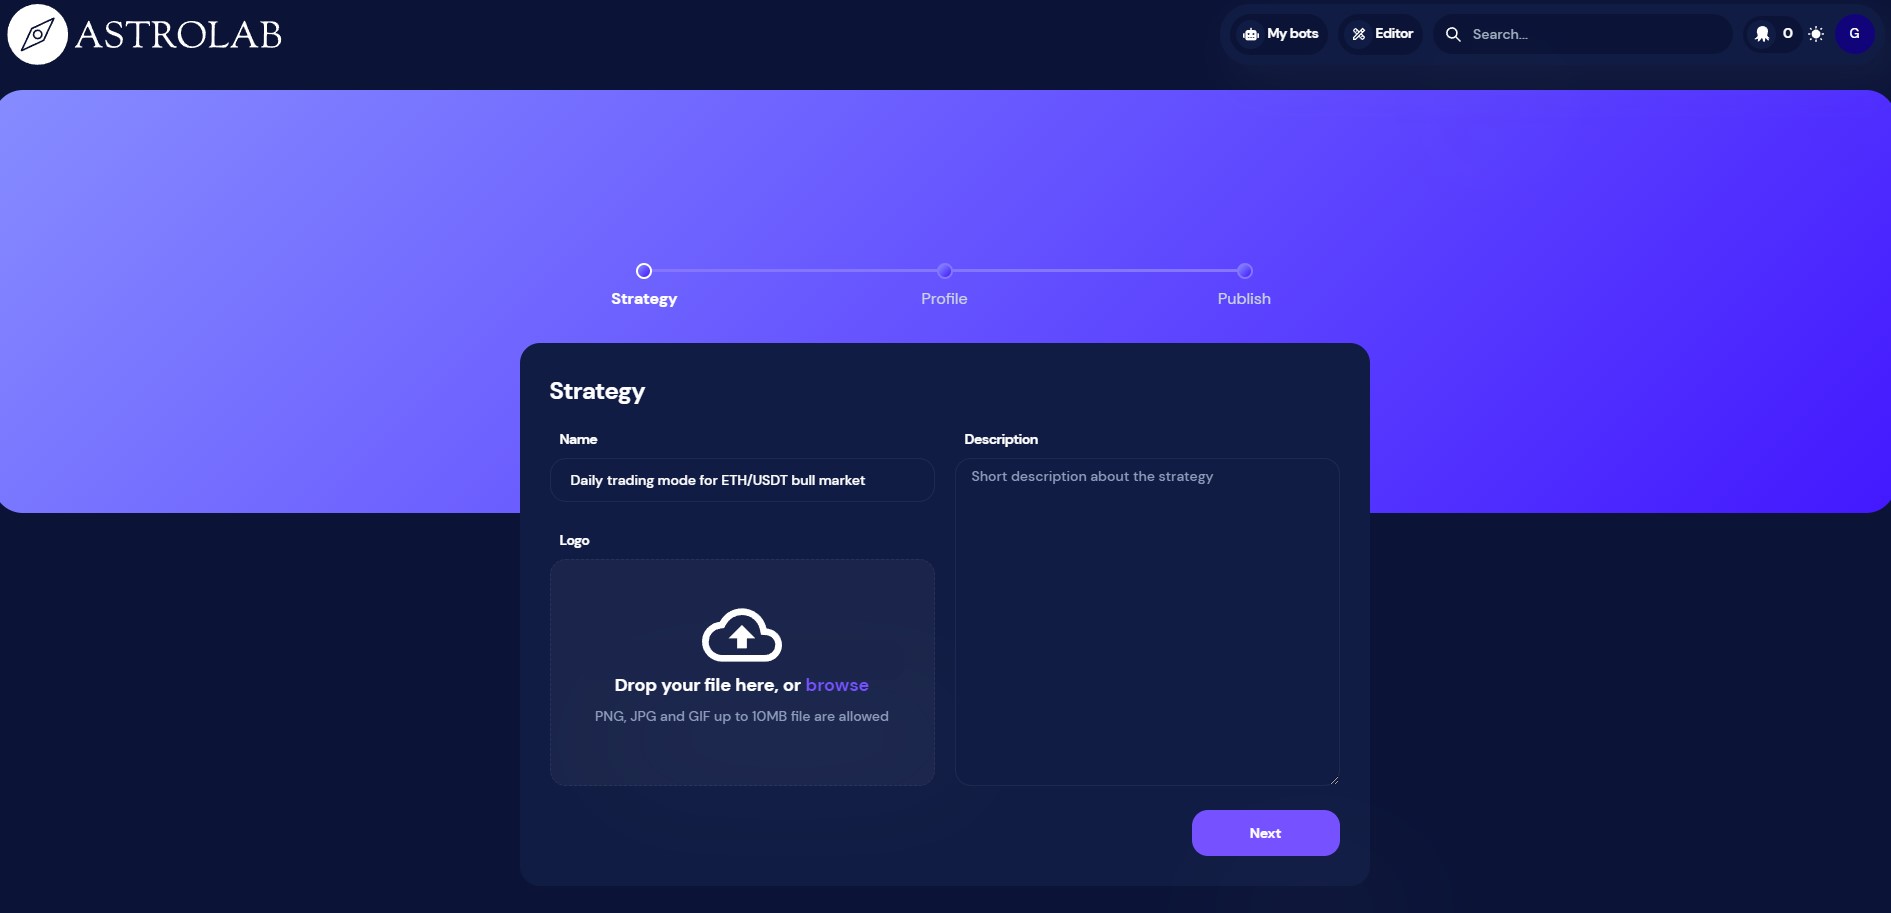 ASTROLAB
My bots
Editor
Search...
0
G
Strategy
Profile
Publish
Strategy
Name
Description
Daily trading mode for ETH/USDT bull market
Short description about the strategy
Logo
Drop your file here, or browse
PNG, JPG and GIF up to 10MB file are allowed
Next